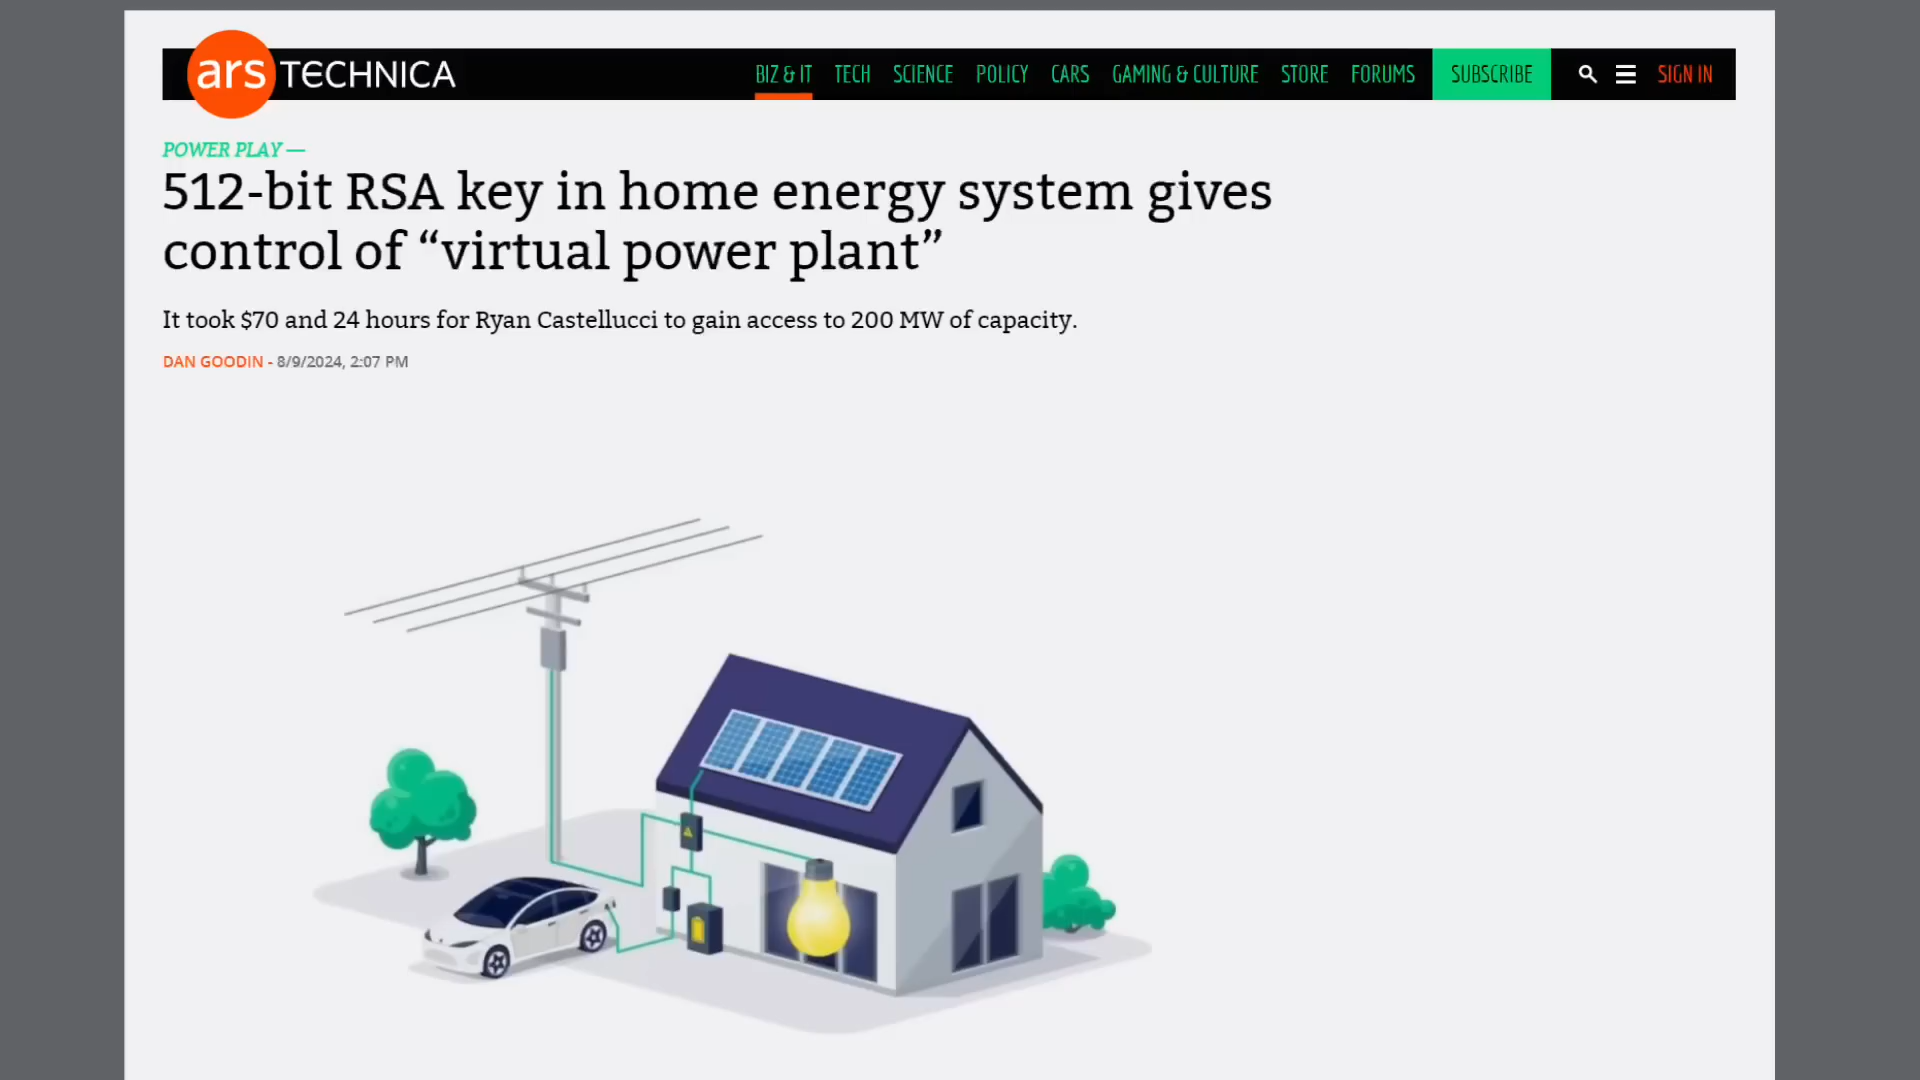 ars TECHNICA
BIZ & IT TECH SCIENCE POLICY CARS GAMING & CULTURE STORE FORUMS SUBSCRIBE SIGN IN
POWER PLAY —
512-bit RSA key in home energy system gives
control of “virtual power plant”
It took $70 and 24 hours for Ryan Castellucci to gain access to 200 MW of capacity.
DAN GOODIN - 8/9/2024, 2:07 PM